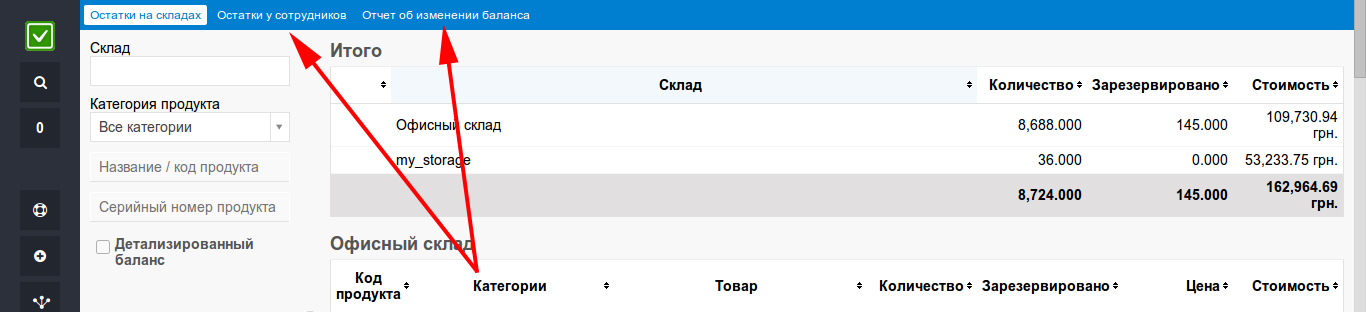 Остатки на складах Остатки у сотрудников Отчет об изменении баланса
Склад
0
Категория продукта
Все категории
Название / код продукта
Серийный номер продукта
Детализированный
баланс
Итого
Склад Количество Зарезервировано Стоимость
Офисный склад 8,688.000 145.000 109,730.94
грн.
my_storage 36.000 0.000 53,233.75 грн.
8,724.000 145.000 162,964.69
грн.
Офисный склад
Код
продукта Категории Товар Количество Зарезервировано Цена Стоимость